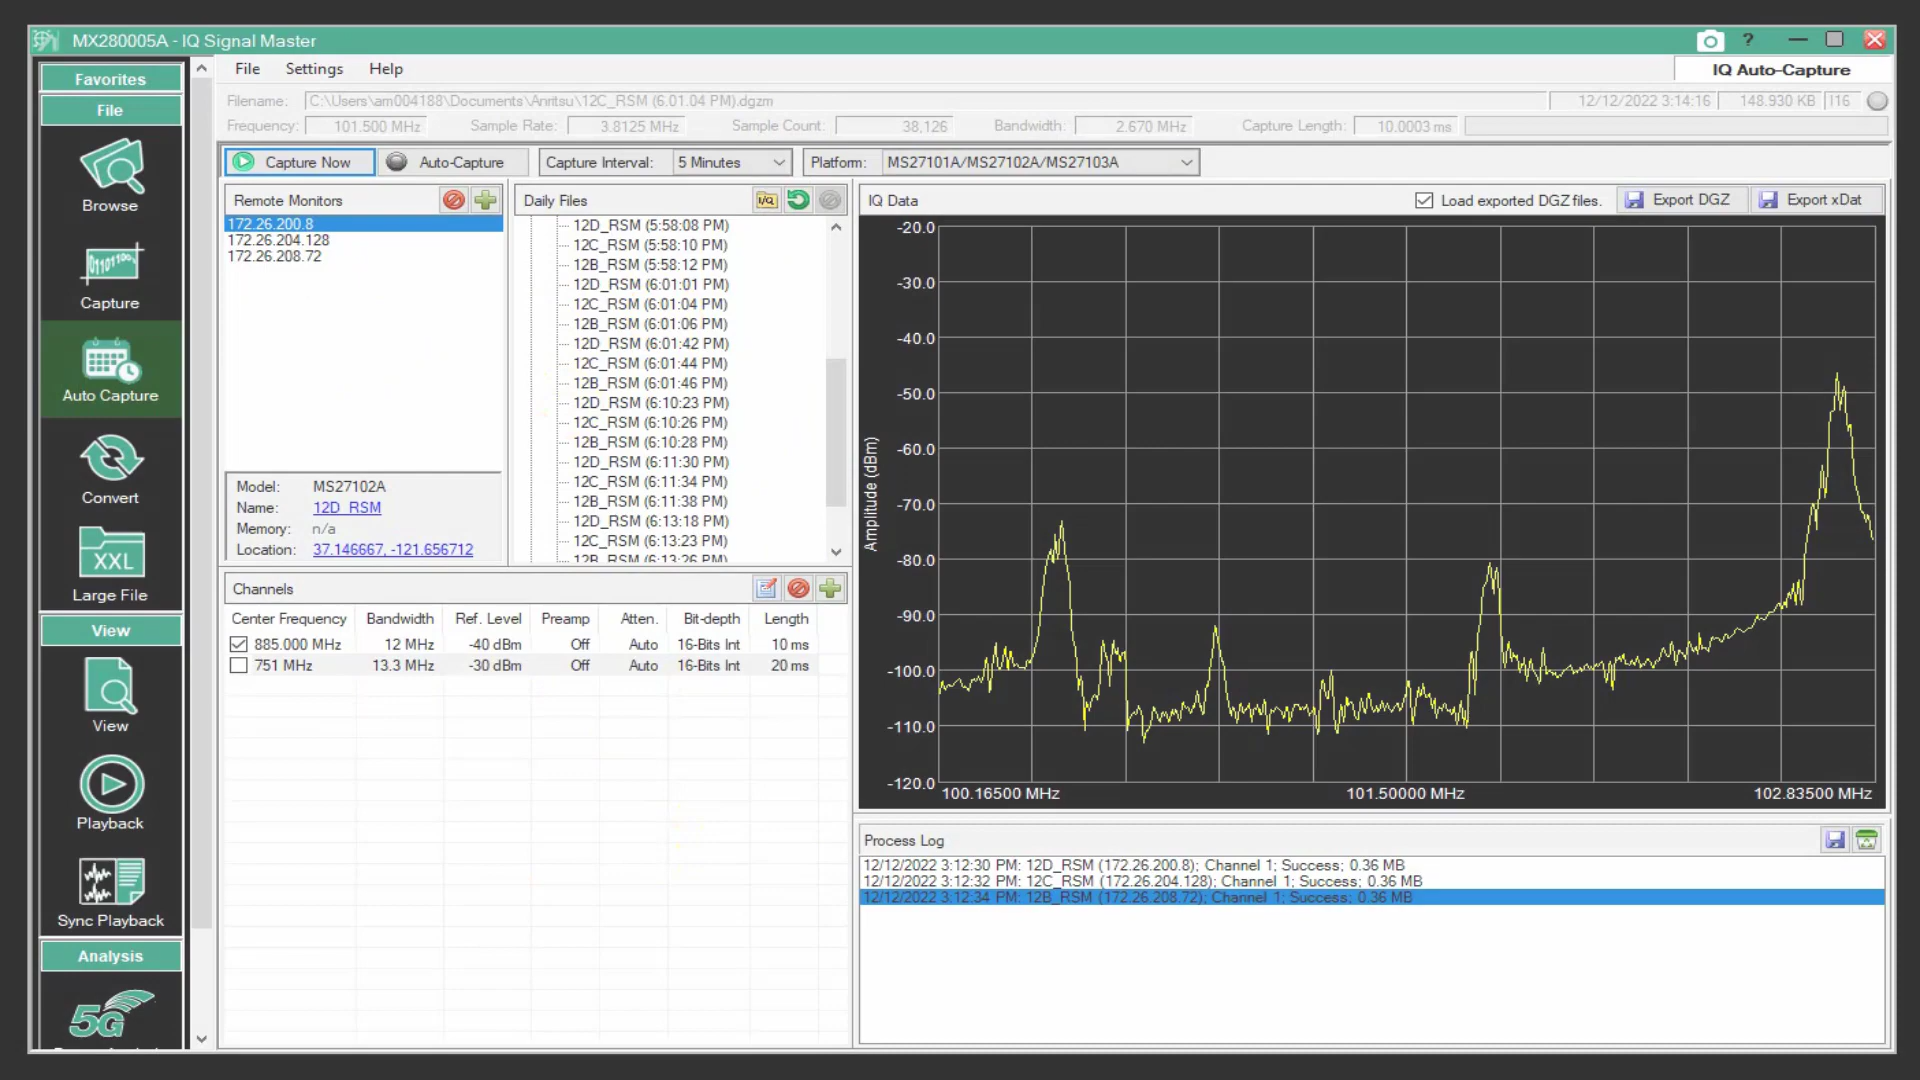 MX280005A - IQ Signal Master
?
Favorites
File
Browse
Capture
Auto Capture
Convert
XXL
Large File
View
View
Playback
Sync Playback
Analysis
5G
File Settings Help
IQ Auto-Capture
Filename: C:\Users\am004188\Documents\Anritsu\12C_RSM (6.01.04 PM).dgzm 12/12/2022 3:14:16 148.930 KB I16
Frequency: 101.500 MHz Sample Rate: 3.8125 MHz Sample Count: 38,126 Bandwidth: 2.670 MHz Capture Length: 10.0003 ms
Capture Now Auto-Capture Capture Interval: 5 Minutes Platform: MS27101A/MS27102A/MS27103A
Remote Monitors
172.26.200.8
172.26.204.128
172.26.208.72
Model: MS27102A
Name: 12D_RSM
Memory: n/a
Location: 37.146667, -121.656712
Daily Files I/Q
12D_RSM (5:58:08 PM)
12C_RSM (5:58:10 PM)
12B_RSM (5:58:12 PM)
12D_RSM (6:01:01 PM)
12C_RSM (6:01:04 PM)
12B_RSM (6:01:06 PM)
12D_RSM (6:01:42 PM)
12C_RSM (6:01:44 PM)
12B_RSM (6:01:46 PM)
12D_RSM (6:10:23 PM)
12C_RSM (6:10:26 PM)
12B_RSM (6:10:28 PM)
12D_RSM (6:11:30 PM)
12C_RSM (6:11:34 PM)
12B_RSM (6:11:38 PM)
12D_RSM (6:13:18 PM)
12C_RSM (6:13:23 PM)
12B_RSM (6:13:26 PM)
Channels
Center Frequency Bandwidth Ref. Level Preamp Atten. Bit-depth Length
885.000 MHz 12 MHz -40 dBm Off Auto 16-Bits Int 10 ms
751 MHz 13.3 MHz -30 dBm Off Auto 16-Bits Int 20 ms
IQ Data Load exported DGZ files. Export DGZ Export xDat
Amplitude (dBm)
-20.0
-30.0
-40.0
-50.0
-60.0
-70.0
-80.0
-90.0
-100.0
-110.0
-120.0
100.16500 MHz 101.50000 MHz 102.83500 MHz
Process Log
12/12/2022 3:12:30 PM: 12D_RSM (172.26.200.8); Channel 1; Success; 0.36 MB
12/12/2022 3:12:32 PM: 12C_RSM (172.26.204.128); Channel 1; Success; 0.36 MB
12/12/2022 3:12:34 PM: 12B_RSM (172.26.208.72); Channel 1; Success; 0.36 MB